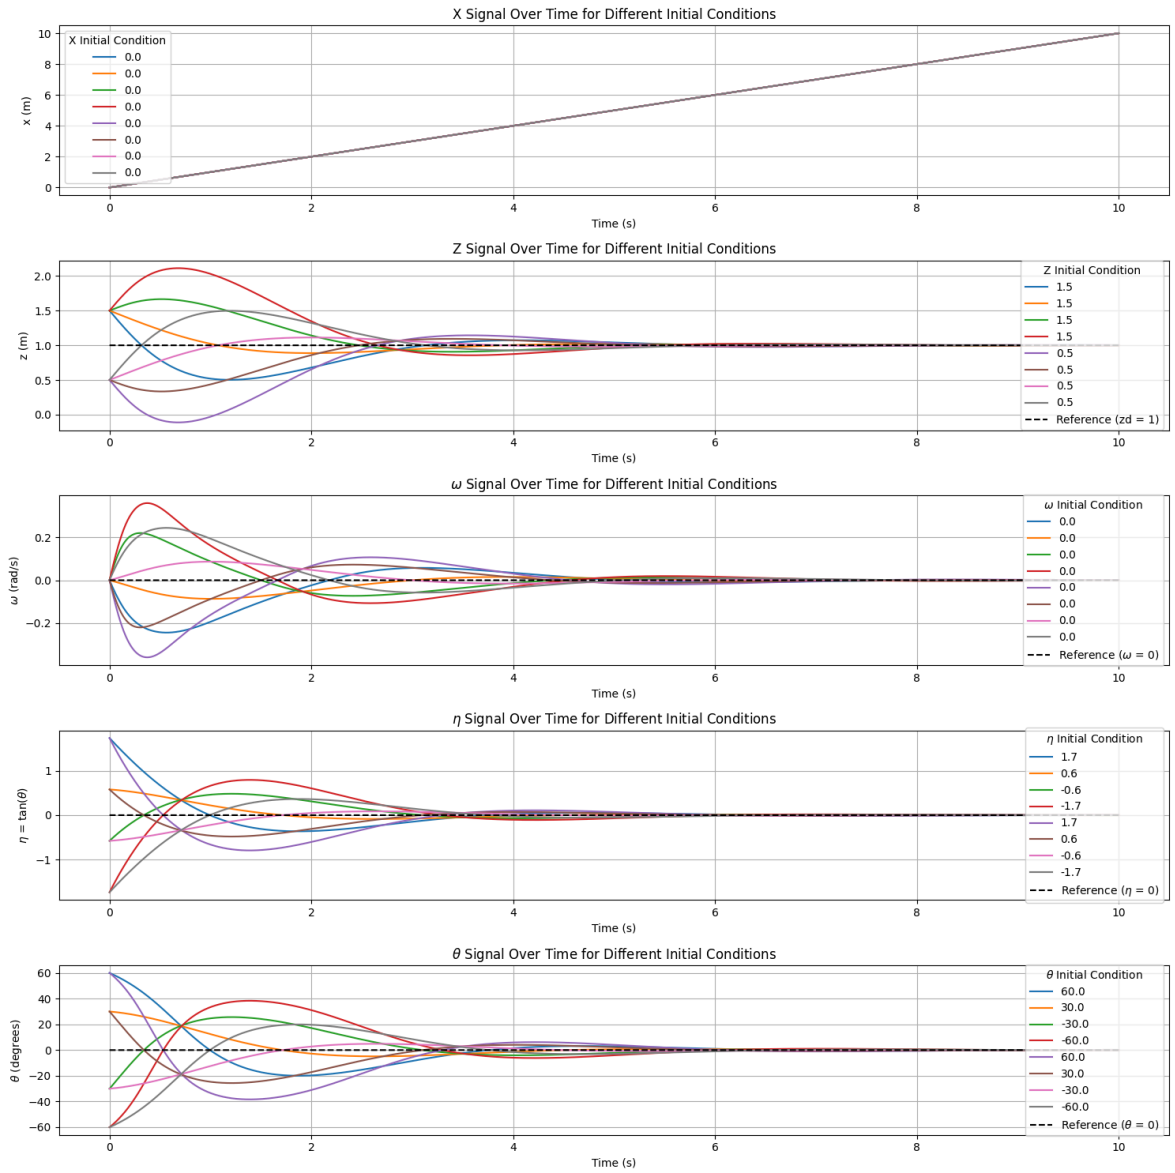 X Signal Over Time for Different Initial Conditions
X Initial Condition
0.0
0.0
0.0
0.0
0.0
0.0
0.0
0.0
x (m)
10
8
6
4
2
0
0 2 4 6 8 10
Time (s)
Z Signal Over Time for Different Initial Conditions
Z Initial Condition
1.5
1.5
1.5
1.5
0.5
0.5
0.5
0.5
Reference (zd = 1)
z (m)
2.0
1.5
1.0
0.5
0.0
0 2 4 6 8 10
Time (s)
ω Signal Over Time for Different Initial Conditions
ω Initial Condition
0.0
0.0
0.0
0.0
0.0
0.0
0.0
0.0
Reference (ω = 0)
ω (rad/s)
0.2
0.0
−0.2
0 2 4 6 8 10
Time (s)
η Signal Over Time for Different Initial Conditions
η Initial Condition
1.7
0.6
-0.6
-1.7
1.7
0.6
-0.6
-1.7
Reference (η = 0)
η = tan(θ)
1
0
−1
0 2 4 6 8 10
Time (s)
θ Signal Over Time for Different Initial Conditions
θ Initial Condition
60.0
30.0
-30.0
-60.0
60.0
30.0
-30.0
-60.0
Reference (θ = 0)
θ (degrees)
60
40
20
0
−20
−40
−60
0 2 4 6 8 10
Time (s)